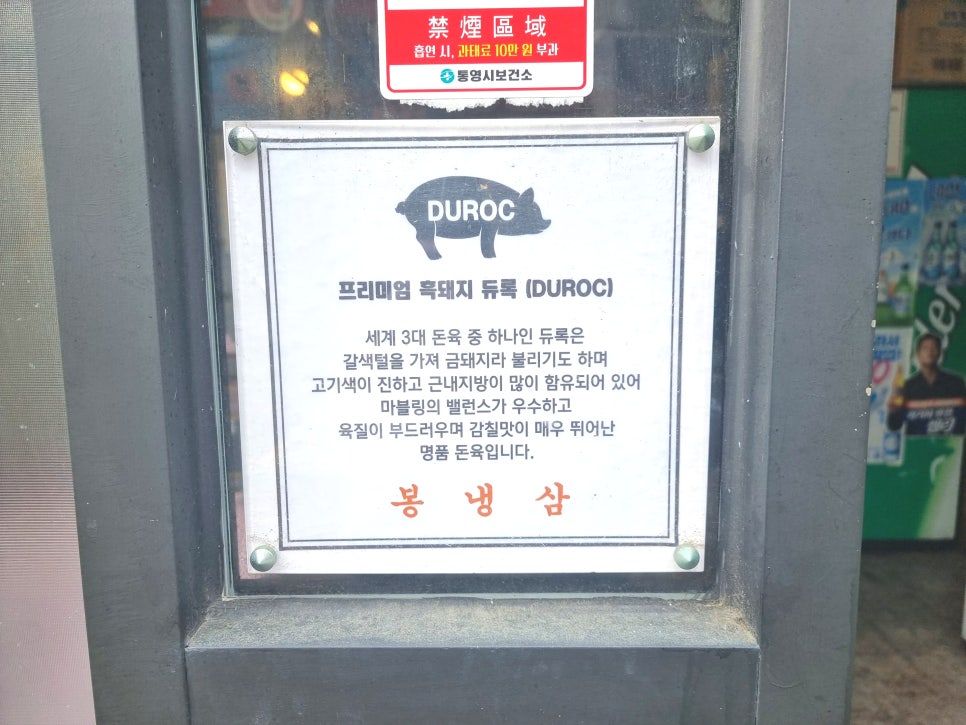 禁煙區域
흡연 시, 과태료 10만 원 부과
통영시보건소
DUROC
프리미엄 흑돼지 듀록 (DUROC)
세계 3대 돈육 중 하나인 듀록은
갈색털을 가져 금돼지라 불리기도 하며
고기색이 진하고 근내지방이 많이 함유되어 있어
마블링의 밸런스가 우수하고
육질이 부드러우며 감칠맛이 매우 뛰어난
명품 돈육입니다.
봉 냉 삼